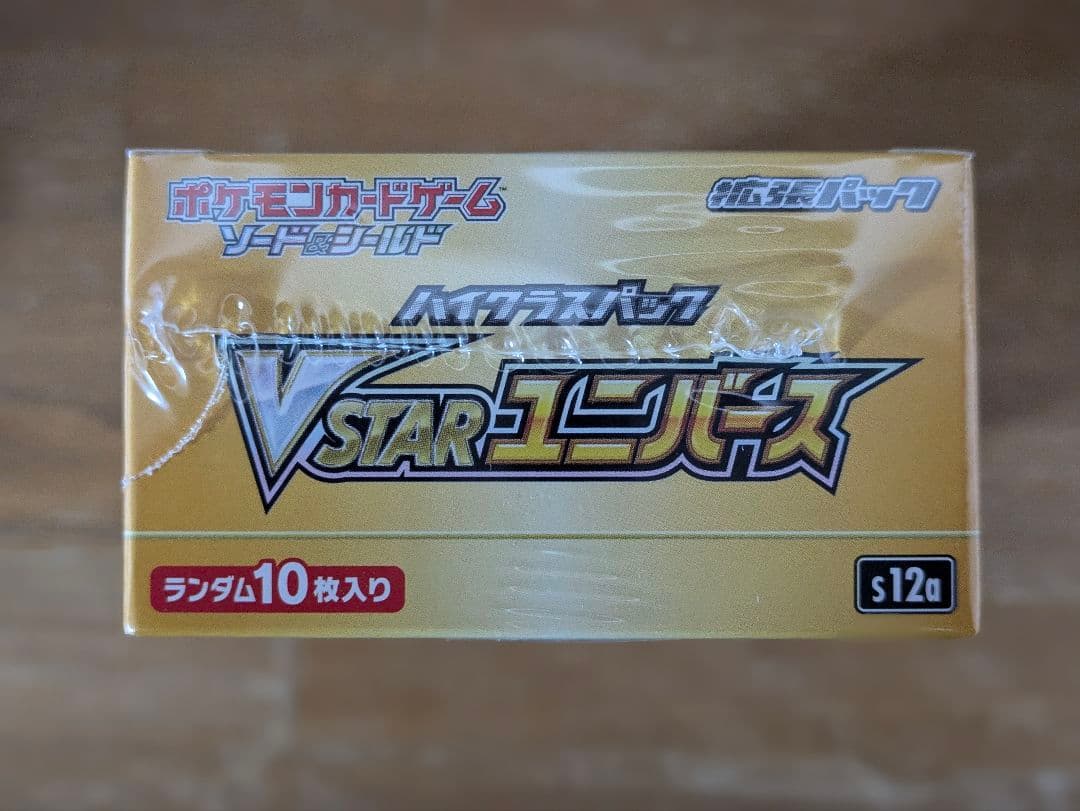 ポケモンカードゲーム™
ソード&シールド
拡張パック
ハイクラスパック
VSTARユニバース
ランダム10枚入り
s12a